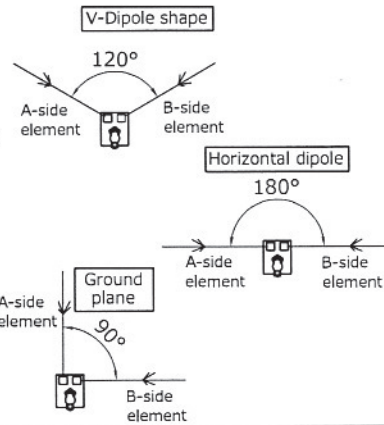 V-Dipole shape
120°
A-side
element
B-side
element
Horizontal dipole
180°
A-side
element
B-side
element
Ground
plane
A-side
element
90°
B-side
element